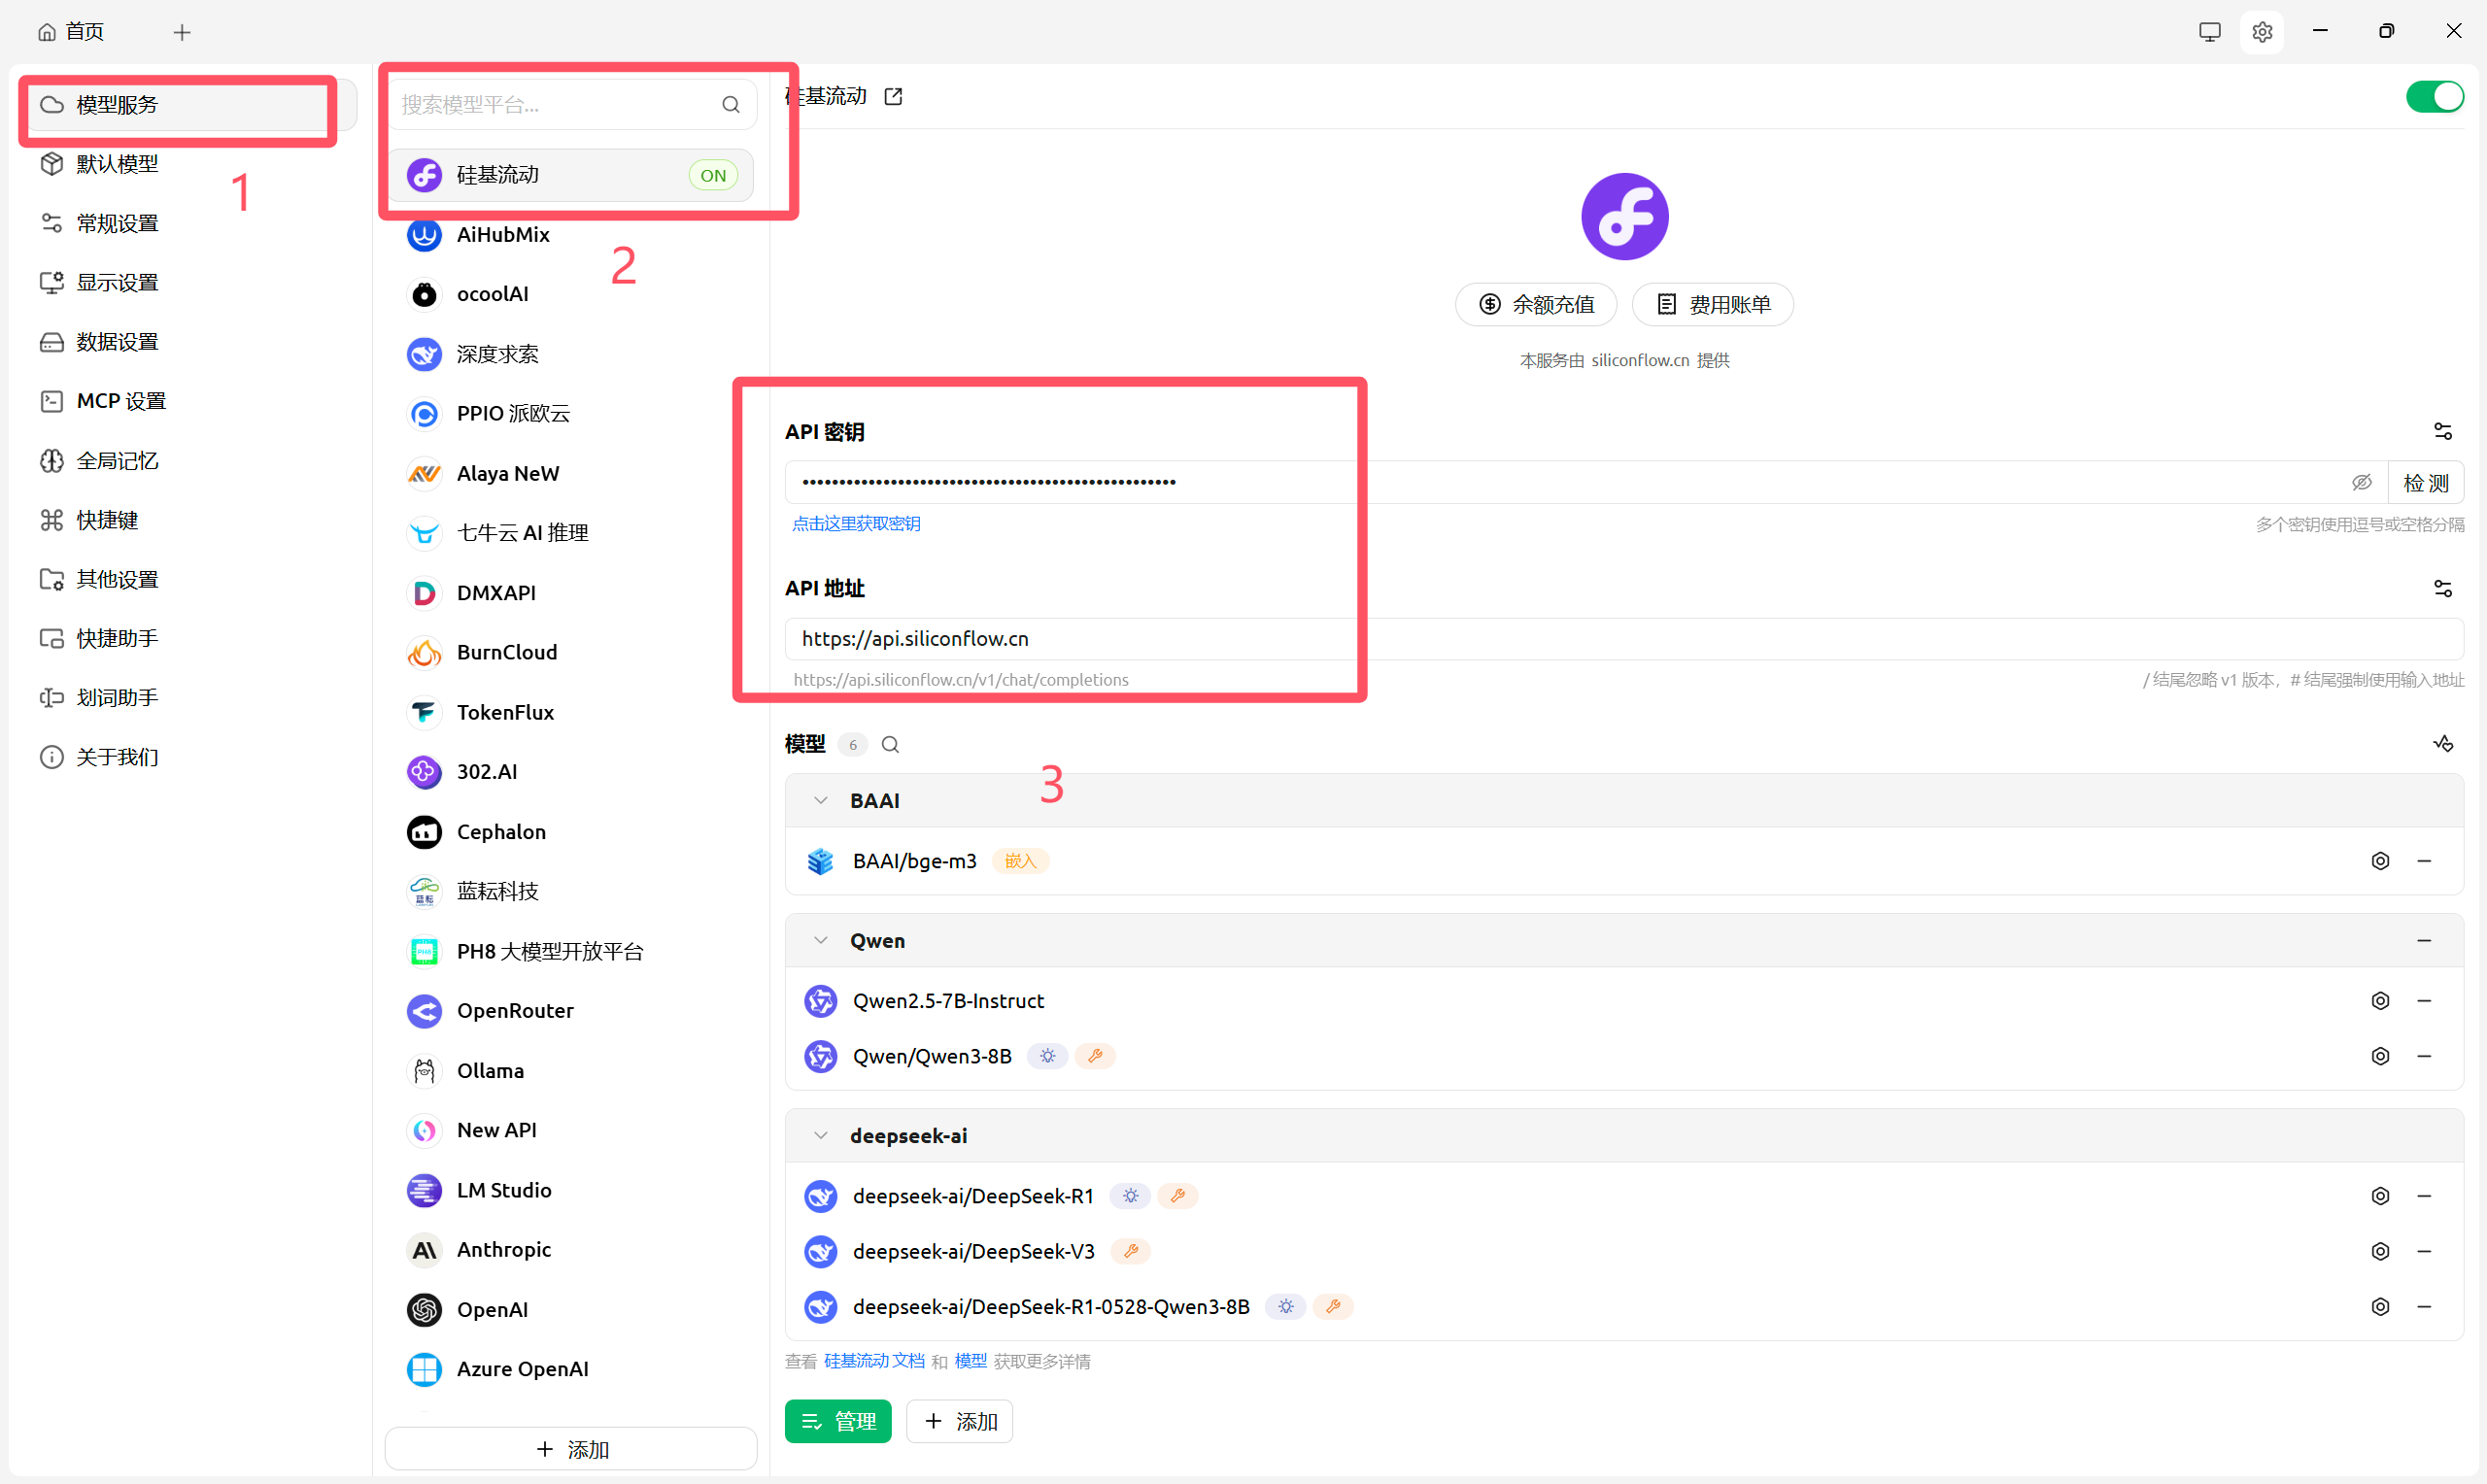 首页
模型服务
默认模型
1
常规设置
显示设置
数据设置
MCP 设置
全局记忆
快捷键
其他设置
快捷助手
划词助手
关于我们
搜索模型平台...
硅基流动
ON
AiHubMix
2
ocoolAI
深度求索
PPIO 派欧云
Alaya NeW
七牛云 AI 推理
DMXAPI
BurnCloud
TokenFlux
302.AI
Cephalon
蓝耘科技
PH8 大模型开放平台
OpenRouter
Ollama
New API
LM Studio
Anthropic
OpenAI
Azure OpenAI
添加
硅基流动
余额充值
费用账单
本服务由 siliconflow.cn 提供
API 密钥
••••••••••••••••••••••••••••••••••••••••••••••••••• 检测
点击这里获取密钥
多个密钥使用逗号或空格分隔
API 地址
https://api.siliconflow.cn
https://api.siliconflow.cn/v1/chat/completions
/ 结尾忽略 v1 版本，# 结尾强制使用输入地址
模型 6
3
BAAI
BAAI/bge-m3 嵌入
Qwen
Qwen2.5-7B-Instruct
Qwen/Qwen3-8B
deepseek-ai
deepseek-ai/DeepSeek-R1
deepseek-ai/DeepSeek-V3
deepseek-ai/DeepSeek-R1-0528-Qwen3-8B
查看 硅基流动 文档 和 模型 获取更多详情
管理
添加